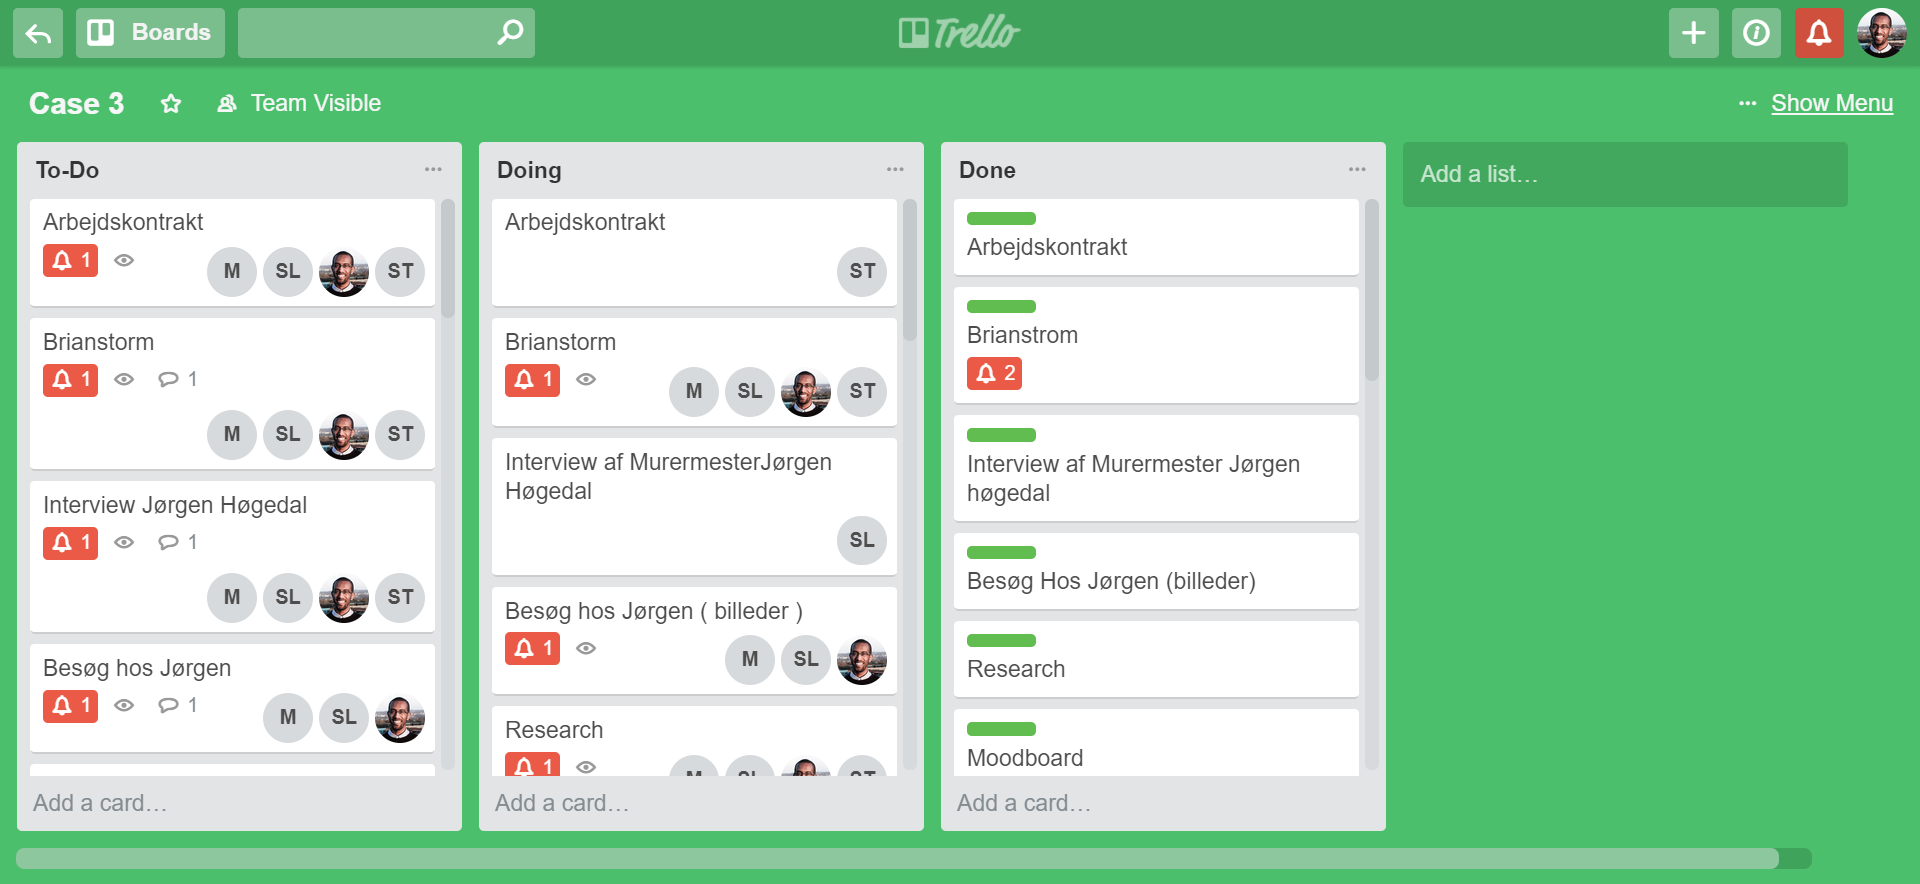 Boards
Trello
Case 3
Team Visible
... Show Menu
To-Do
Arbejdskontrakt
1
M SL ST
Brianstorm
1 1
M SL ST
Interview Jørgen Høgedal
1 1
M SL ST
Besøg hos Jørgen
1 1
M SL
Add a card…
Doing
Arbejdskontrakt
ST
Brianstorm
1
M SL ST
Interview af MurermesterJørgen
Høgedal
SL
Besøg hos Jørgen ( billeder )
1
M SL
Research
1
M SL ST
Add a card…
Done
Arbejdskontrakt
Brianstrom
2
Interview af Murermester Jørgen
høgedal
Besøg Hos Jørgen (billeder)
Research
Moodboard
Add a card…
Add a list…